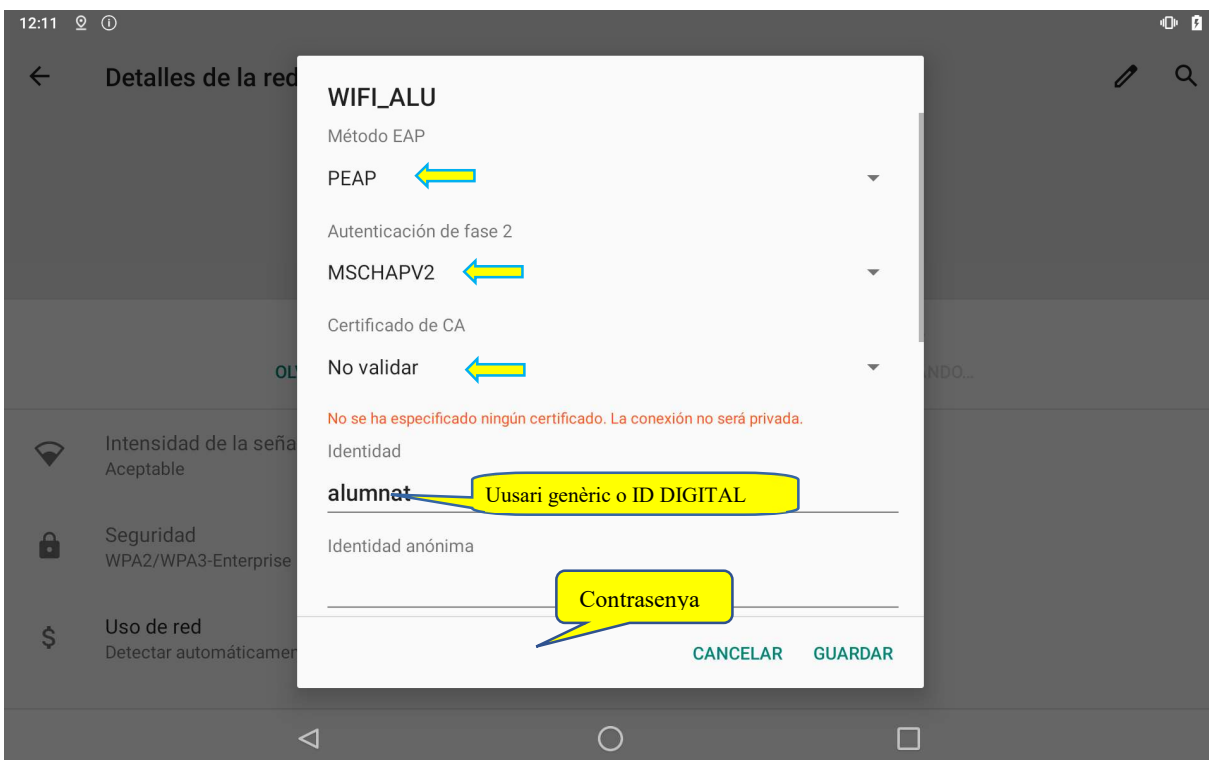 12:11
Detalles de la red
WIFI_ALU
Método EAP
PEAP
Autenticación de fase 2
MSCHAPV2
Certificado de CA
No validar
No se ha especificado ningún certificado. La conexión no será privada.
Identidad
alumnat
Uusari genèric o ID DIGITAL
Identidad anónima
Contrasenya
CANCELAR GUARDAR
Intensidad de la seña
Aceptable
Seguridad
WPA2/WPA3-Enterprise
Uso de red
Detectar automáticamen